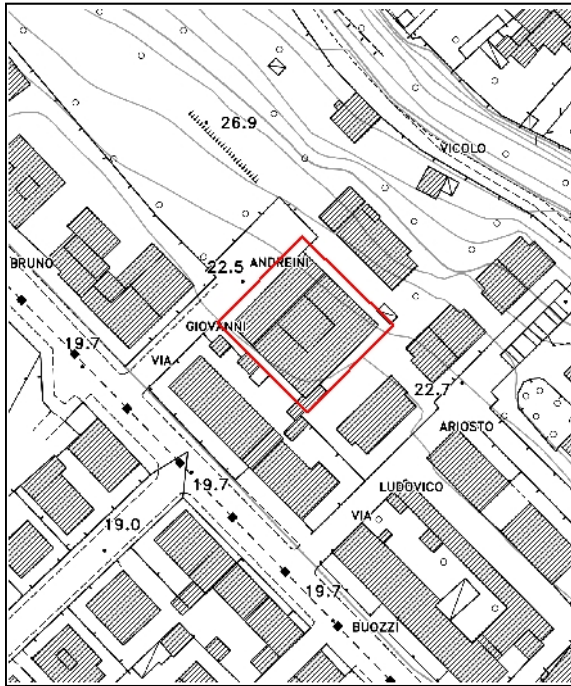 26.9
VICOLO
ANDREINI
22.5
BRUNO
GIOVANNI
19.7
VIA
22.7
ARIOSTO
19.7
LUDOVICO
VIA
19.0
19.7
BUOZZI